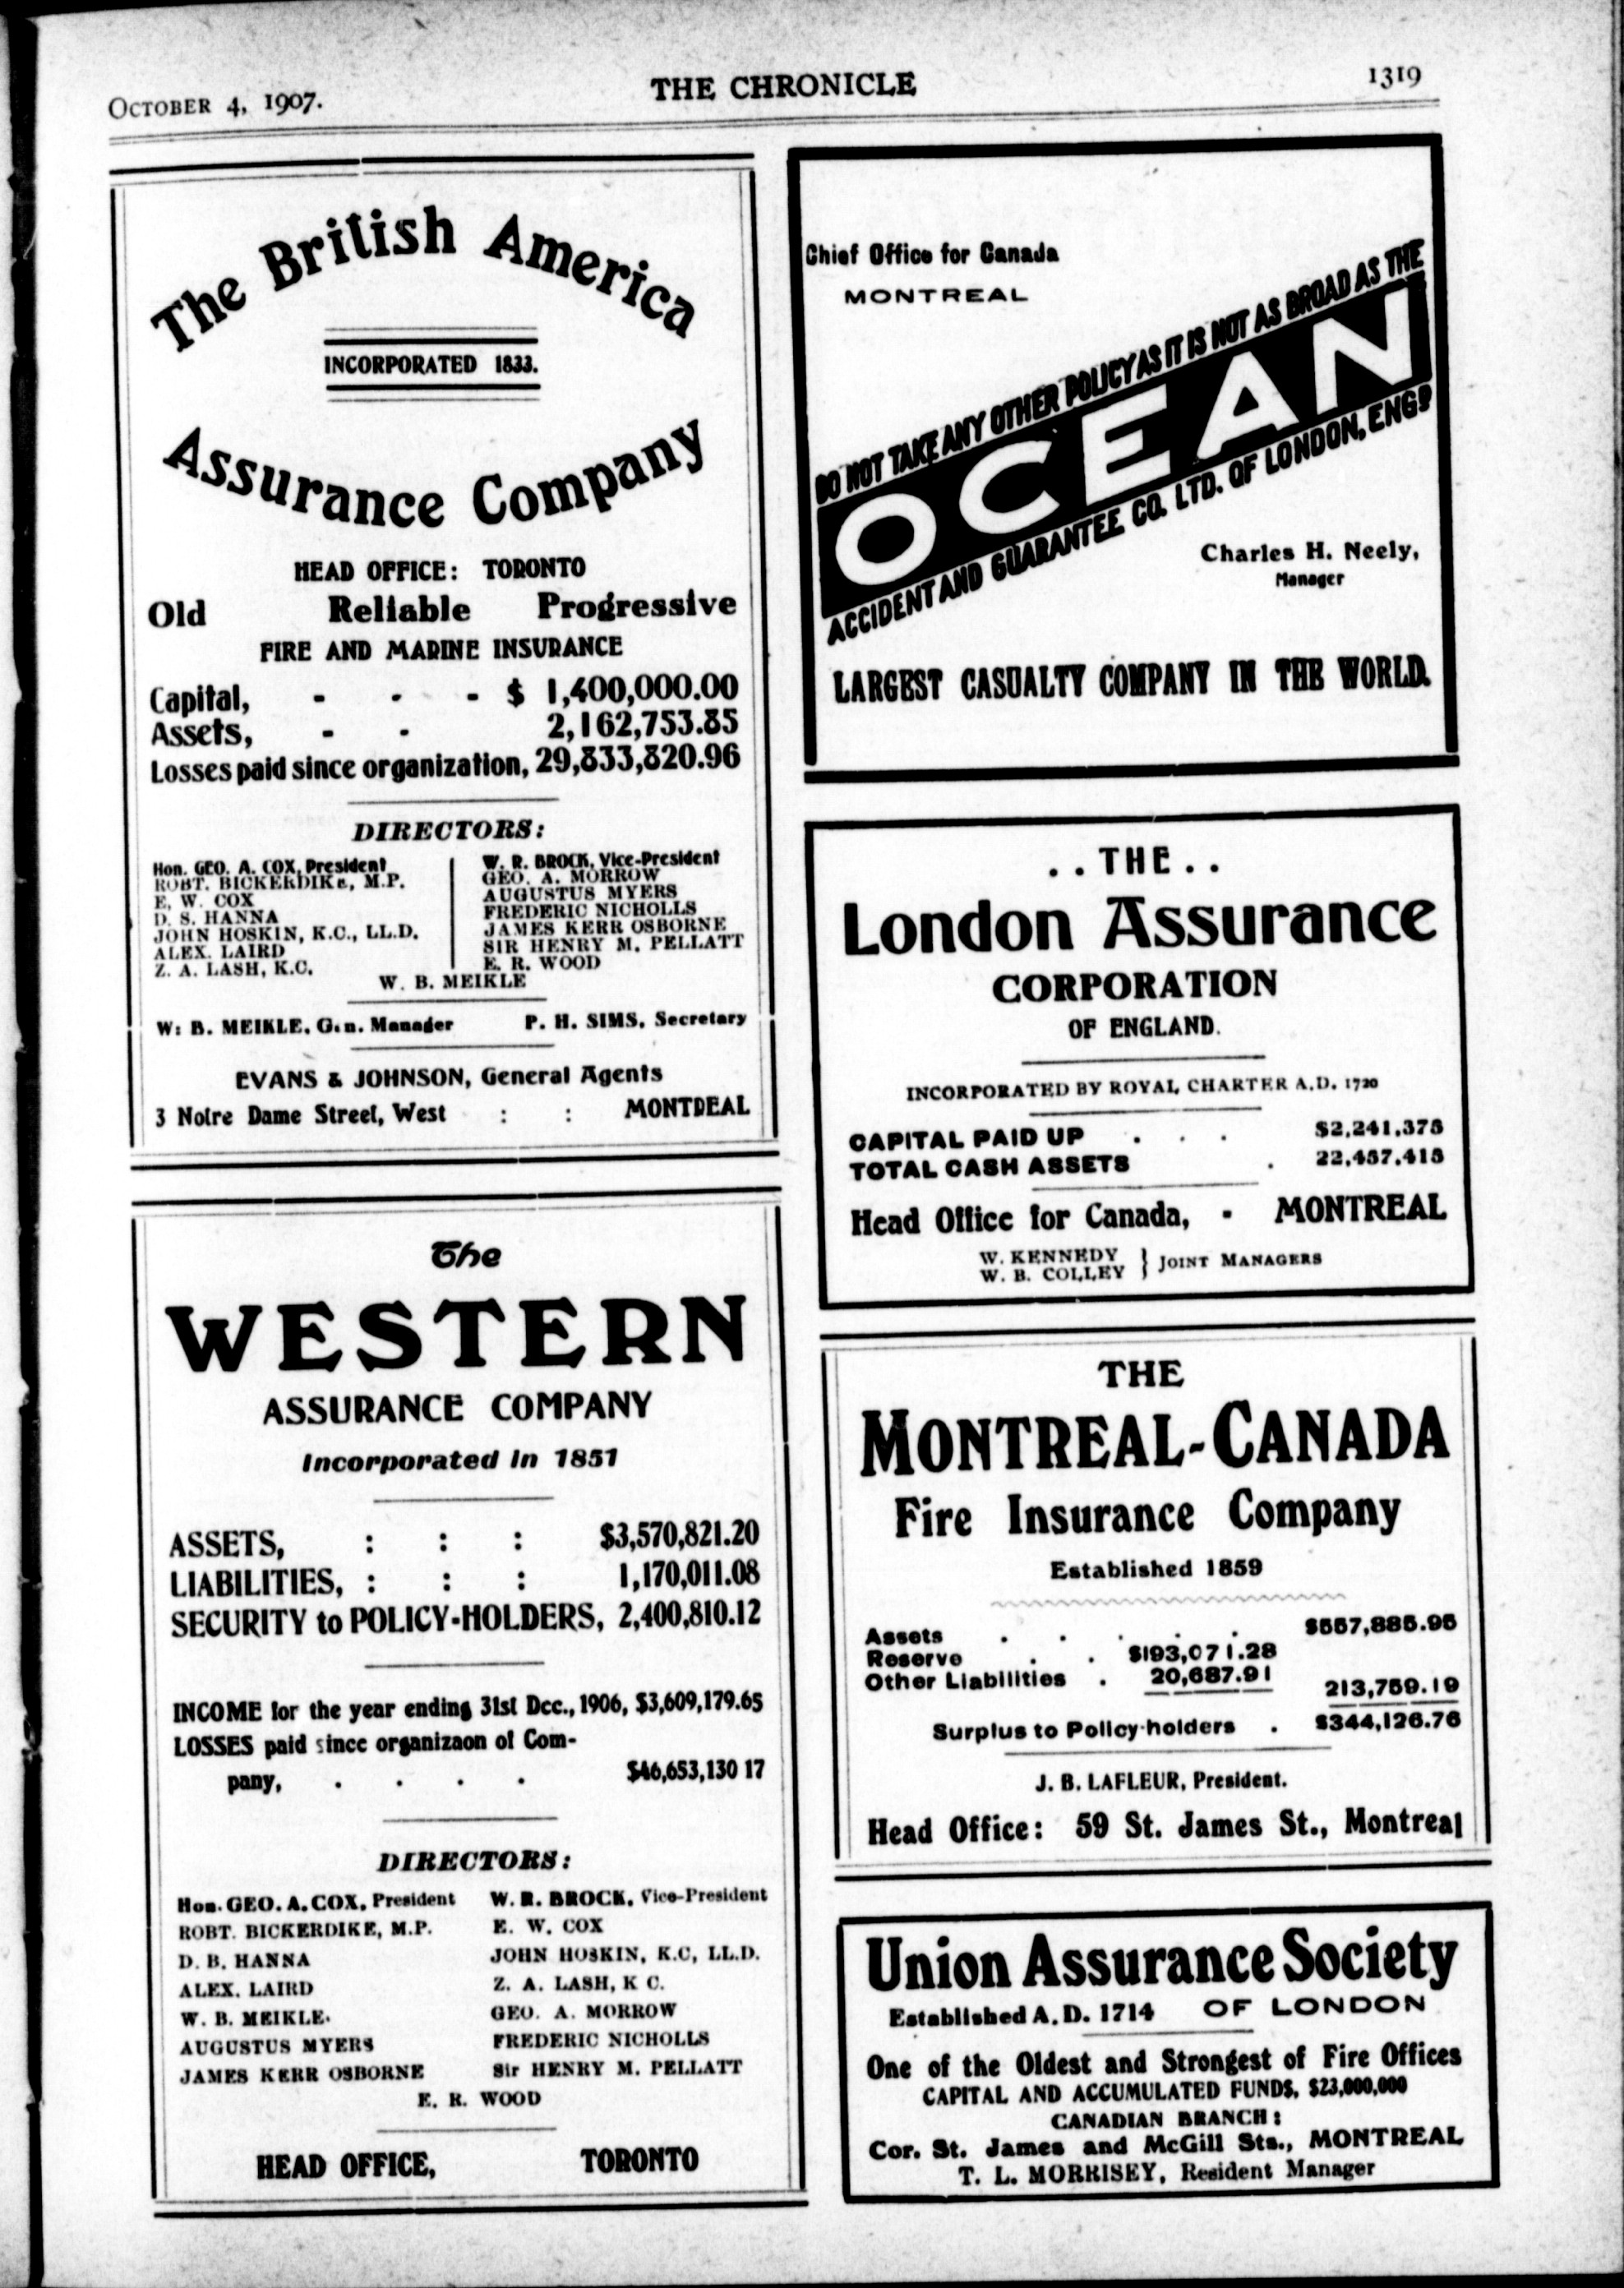 OCTOBER 4, 1907.
THE CHRONICLE
1319
The British America
INCORPORATED 1833.
Assurance Company
HEAD OFFICE: TORONTO
Old Reliable Progressive
FIRE AND MARINE INSURANCE
Capital, - - - $ 1,400,000.00
Assets, - - 2,162,753.85
Losses paid since organization, 29,833,820.96
DIRECTORS:
Hon. GEO. A. COX, President
ROBT. BICKERDIKE, M.P.
E. W. COX
D. S. HANNA
JOHN HOSKIN, K.C., LL.D.
ALEX. LAIRD
Z. A. LASH, K.C.
W. R. BROCK, Vice-President
GEO. A. MORROW
AUGUSTUS MYERS
FREDERIC NICHOLLS
JAMES KERR OSBORNE
SIR HENRY M. PELLATT
E. R. WOOD
W. B. MEIKLE
W: B. MEIKLE, Gen. Manager P. H. SIMS, Secretary
EVANS & JOHNSON, General Agents
3 Notre Dame Street, West : : MONTREAL
The
WESTERN
ASSURANCE COMPANY
Incorporated in 1851
ASSETS, : : : $3,570,821.20
LIABILITIES, : : : 1,170,011.08
SECURITY to POLICY-HOLDERS, 2,400,810.12
INCOME for the year ending 31st Dec., 1906, $3,609,179.65
LOSSES paid since organizaon of Com-
pany, . . . . $46,653,130 17
DIRECTORS:
Hon. GEO. A. COX, President W. R. BROCK, Vice-President
ROBT. BICKERDIKE, M.P. E. W. COX
D. B. HANNA JOHN HOSKIN, K.C, LL.D.
ALEX. LAIRD Z. A. LASH, K C.
W. B. MEIKLE. GEO. A. MORROW
AUGUSTUS MYERS FREDERIC NICHOLLS
JAMES KERR OSBORNE Sir HENRY M. PELLATT
E. R. WOOD
HEAD OFFICE, TORONTO
Chief Office for Canada
MONTREAL
DO NOT TAKE ANY OTHER POLICY AS IT IS NOT AS BROAD AS THE
OCEAN
ACCIDENT AND GUARANTEE CO. LTD. OF LONDON, ENGD
Charles H. Neely,
Manager
LARGEST CASUALTY COMPANY IN THE WORLD.
. . THE . .
London Assurance
CORPORATION
OF ENGLAND.
INCORPORATED BY ROYAL CHARTER A.D. 1720
CAPITAL PAID UP . . . $2,241,375
TOTAL CASH ASSETS . 22,457,415
Head Office for Canada, - MONTREAL
W. KENNEDY
W. B. COLLEY } JOINT MANAGERS
THE
MONTREAL-CANADA
Fire Insurance Company
Established 1859
Assets . . . . . $557,885.95
Reserve . . $193,071.28
Other Liabilities . 20,687.91 213,759.19
Surplus to Policy-holders . $344,126.76
J. B. LAFLEUR, President.
Head Office: 59 St. James St., Montreal
Union Assurance Society
Established A.D. 1714 OF LONDON
One of the Oldest and Strongest of Fire Offices
CAPITAL AND ACCUMULATED FUNDS, $23,000,000
CANADIAN BRANCH:
Cor. St. James and McGill Sts., MONTREAL
T. L. MORRISEY, Resident Manager